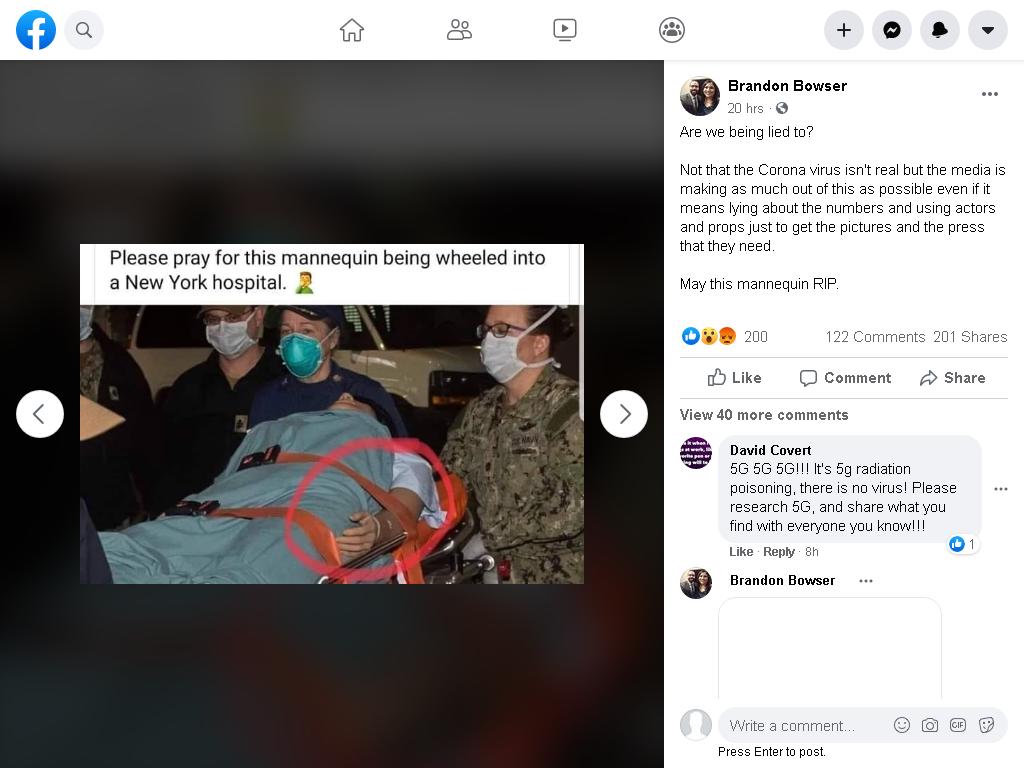 Brandon Bowser
20 hrs ·
Are we being lied to?
Not that the Corona virus isn't real but the media is
making as much out of this as possible even if it
means lying about the numbers and using actors
and props just to get the pictures and the press
that they need.
May this mannequin RIP.
Please pray for this mannequin being wheeled into
a New York hospital.
U.S. NAVY
200
122 Comments 201 Shares
Like Comment Share
View 40 more comments
David Covert
5G 5G 5G!!! It's 5g radiation
poisoning, there is no virus! Please
research 5G, and share what you
find with everyone you know!!!
1
Like · Reply · 8h
Brandon Bowser
Write a comment...
GIF
Press Enter to post.